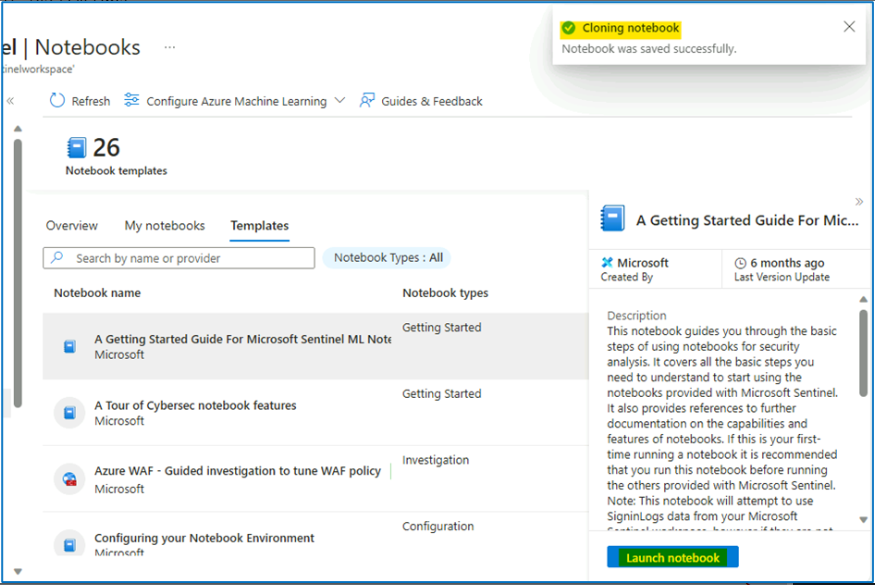 el | Notebooks ...
tinelworkspace'
Cloning notebook
Notebook was saved successfully.
Refresh
Configure Azure Machine Learning
Guides & Feedback
26
Notebook templates
Overview
My notebooks
Templates
Search by name or provider
Notebook Types : All
Notebook name
Notebook types
A Getting Started Guide For Microsoft Sentinel ML Note
Microsoft
Getting Started
A Tour of Cybersec notebook features
Microsoft
Getting Started
Azure WAF - Guided investigation to tune WAF policy
Microsoft
Investigation
Configuring your Notebook Environment
Microsoft
Configuration
A Getting Started Guide For Mic...
Microsoft
Created By
6 months ago
Last Version Update
Description
This notebook guides you through the basic
steps of using notebooks for security
analysis. It covers all the basic steps you
need to understand to start using the
notebooks provided with Microsoft Sentinel.
It also provides references to further
documentation on the capabilities and
features of notebooks. If this is your first-
time running a notebook it is recommended
that you run this notebook before running
the others provided with Microsoft Sentinel.
Note: This notebook will attempt to use
SigninLogs data from your Microsoft
Sentinel workspace, however if they are not
Launch notebook